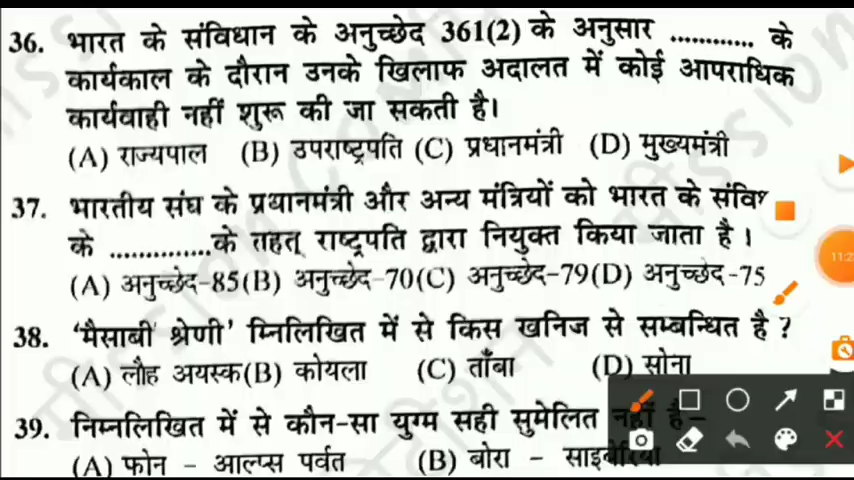 36. भारत के संविधान के अनुच्छेद 361(2) के अनुसार ............ के
कार्यकाल के दौरान उनके खिलाफ अदालत में कोई आपराधिक
कार्यवाही नहीं शुरू की जा सकती है।
(A) राज्यपाल (B) उपराष्ट्रपति (C) प्रधानमंत्री (D) मुख्यमंत्री
37. भारतीय संघ के प्रधानमंत्री और अन्य मंत्रियों को भारत के
के ..............के तहत् राष्ट्रपति द्वारा नियुक्त किया जाता है।
(A) अनुच्छेद-85(B) अनुच्छेद-70(C) अनुच्छेद-79(D) अनुच्छेद-75
38. 'मैसाबी श्रेणी' म्निलिखित में से किस खनिज से सम्बन्धित है ?
(A) लौह अयस्क(B) कोयला (C) ताँबा (D) सोना
39. निम्नलिखित में से कौन-सा युग्म सही सुमेलित नहीं है-
(A) फोन - आल्प्स पर्वत (B) बोरा - साइबेरिया